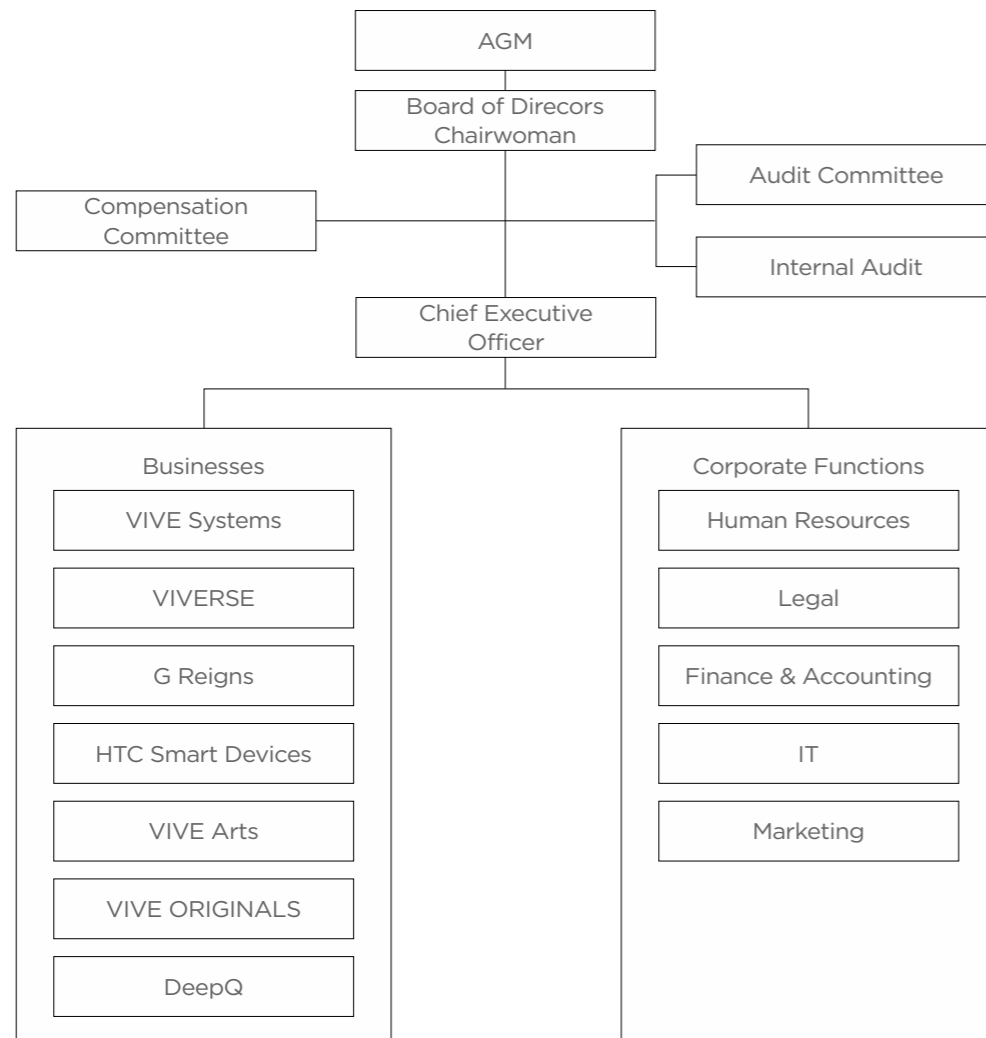 AGM
Board of Direcors
Chairwoman
Audit Committee
Compensation
Committee
Internal Audit
Chief Executive
Officer
Businesses
VIVE Systems
VIVERSE
G Reigns
HTC Smart Devices
VIVE Arts
VIVE ORIGINALS
DeepQ
Corporate Functions
Human Resources
Legal
Finance & Accounting
IT
Marketing